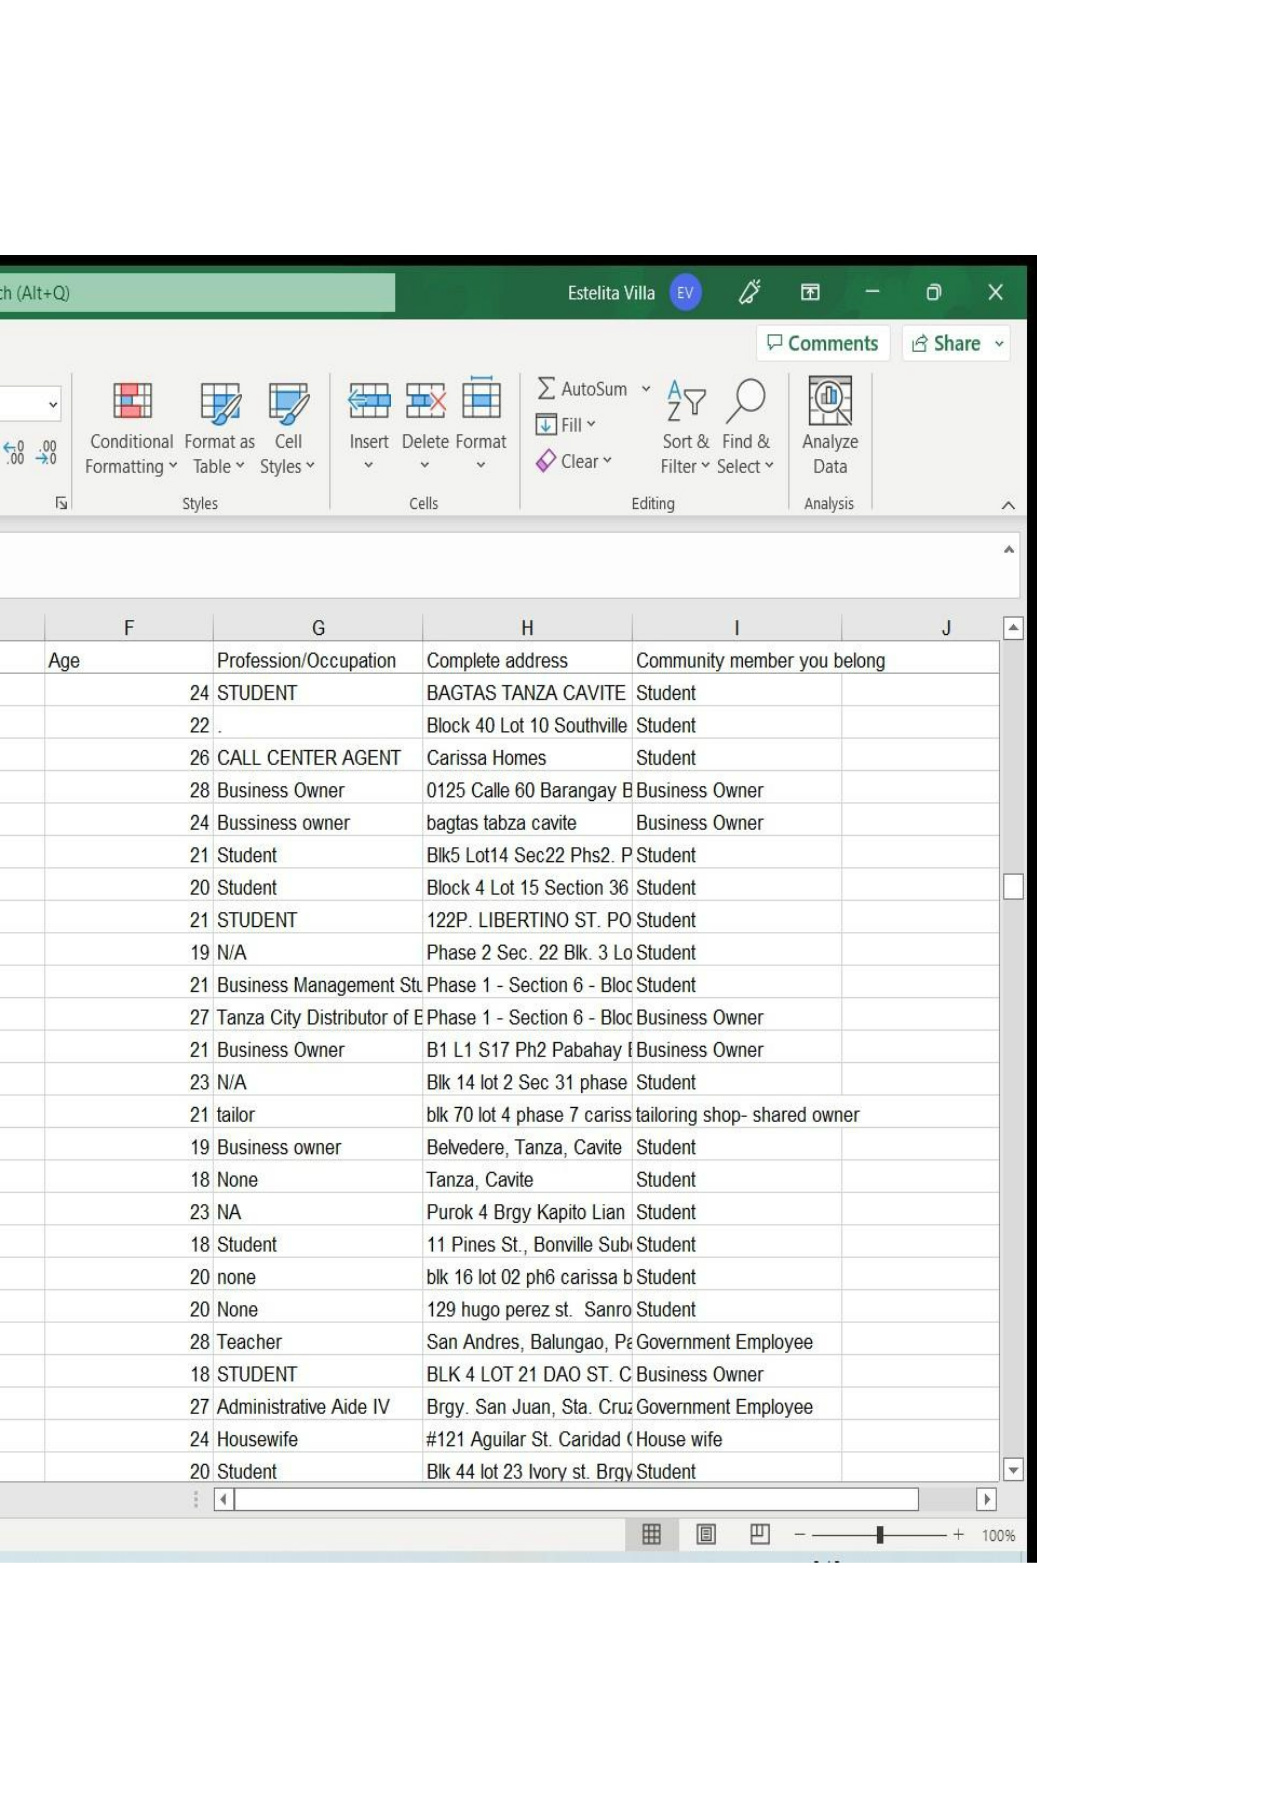 ch (Alt+Q) Estelita Villa EV
Comments Share
Conditional Formatting Format as Table Cell Styles Insert Delete Format AutoSum Fill Clear Sort & Filter Find & Select Analyze Data
Styles Cells Editing Analysis
F G H I J
Age Profession/Occupation Complete address Community member you belong
24 STUDENT BAGTAS TANZA CAVITE Student
22 . Block 40 Lot 10 Southville Student
26 CALL CENTER AGENT Carissa Homes Student
28 Business Owner 0125 Calle 60 Barangay B Business Owner
24 Bussiness owner bagtas tabza cavite Business Owner
21 Student Blk5 Lot14 Sec22 Phs2. P Student
20 Student Block 4 Lot 15 Section 36 Student
21 STUDENT 122P. LIBERTINO ST. PO Student
19 N/A Phase 2 Sec. 22 Blk. 3 Lo Student
21 Business Management Stu Phase 1 - Section 6 - Bloc Student
27 Tanza City Distributor of Phase 1 - Section 6 - Bloc Business Owner
21 Business Owner B1 L1 S17 Ph2 Pabahay Business Owner
23 N/A Blk 14 lot 2 Sec 31 phase Student
21 tailor blk 70 lot 4 phase 7 cariss tailoring shop- shared owner
19 Business owner Belvedere, Tanza, Cavite Student
18 None Tanza, Cavite Student
23 NA Purok 4 Brgy Kapito Lian Student
18 Student 11 Pines St., Bonville Sub Student
20 none blk 16 lot 02 ph6 carissa b Student
20 None 129 hugo perez st. Sanro Student
28 Teacher San Andres, Balungao, Pa Government Employee
18 STUDENT BLK 4 LOT 21 DAO ST. C Business Owner
27 Administrative Aide IV Brgy. San Juan, Sta. Cruz Government Employee
24 Housewife #121 Aguilar St. Caridad House wife
20 Student Blk 44 lot 23 Ivory st. Brgy Student
100%